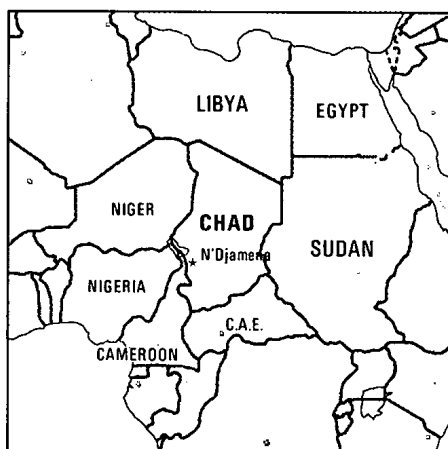 LIBYA
EGYPT
NIGER
CHAD
SUDAN
N'Djamena
NIGERIA
C.A.E.
CAMEROON